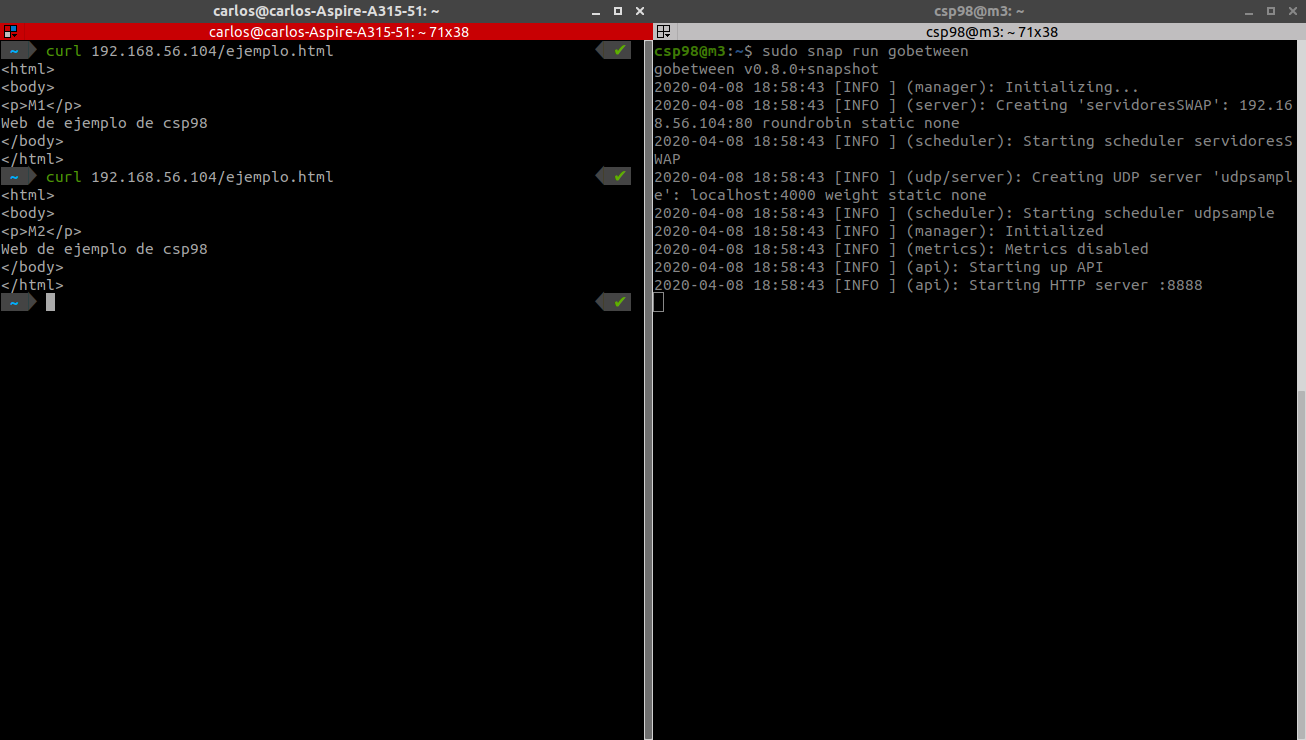 carlos@carlos-Aspire-A315-51: ~
carlos@carlos-Aspire-A315-51: ~ 71x38
~ curl 192.168.56.104/ejemplo.html ✔
<html>
<body>
<p>M1</p>
Web de ejemplo de csp98
</body>
</html>
~ curl 192.168.56.104/ejemplo.html ✔
<html>
<body>
<p>M2</p>
Web de ejemplo de csp98
</body>
</html>
~ ✔
csp98@m3: ~
csp98@m3: ~ 71x38
csp98@m3:~$ sudo snap run gobetween
gobetween v0.8.0+snapshot
2020-04-08 18:58:43 [INFO ] (manager): Initializing...
2020-04-08 18:58:43 [INFO ] (server): Creating 'servidoresSWAP': 192.16
8.56.104:80 roundrobin static none
2020-04-08 18:58:43 [INFO ] (scheduler): Starting scheduler servidoresS
WAP
2020-04-08 18:58:43 [INFO ] (udp/server): Creating UDP server 'udpsampl
e': localhost:4000 weight static none
2020-04-08 18:58:43 [INFO ] (scheduler): Starting scheduler udpsample
2020-04-08 18:58:43 [INFO ] (manager): Initialized
2020-04-08 18:58:43 [INFO ] (metrics): Metrics disabled
2020-04-08 18:58:43 [INFO ] (api): Starting up API
2020-04-08 18:58:43 [INFO ] (api): Starting HTTP server :8888